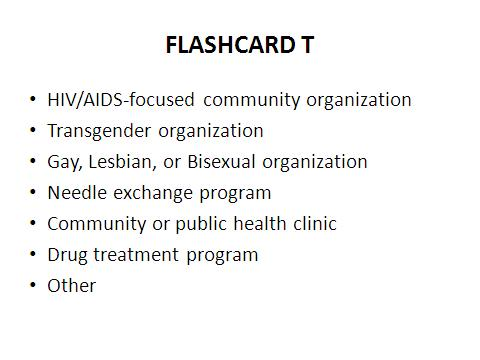 FLASHCARD T
• HIV/AIDS-focused community organization
• Transgender organization
• Gay, Lesbian, or Bisexual organization
• Needle exchange program
• Community or public health clinic
• Drug treatment program
• Other